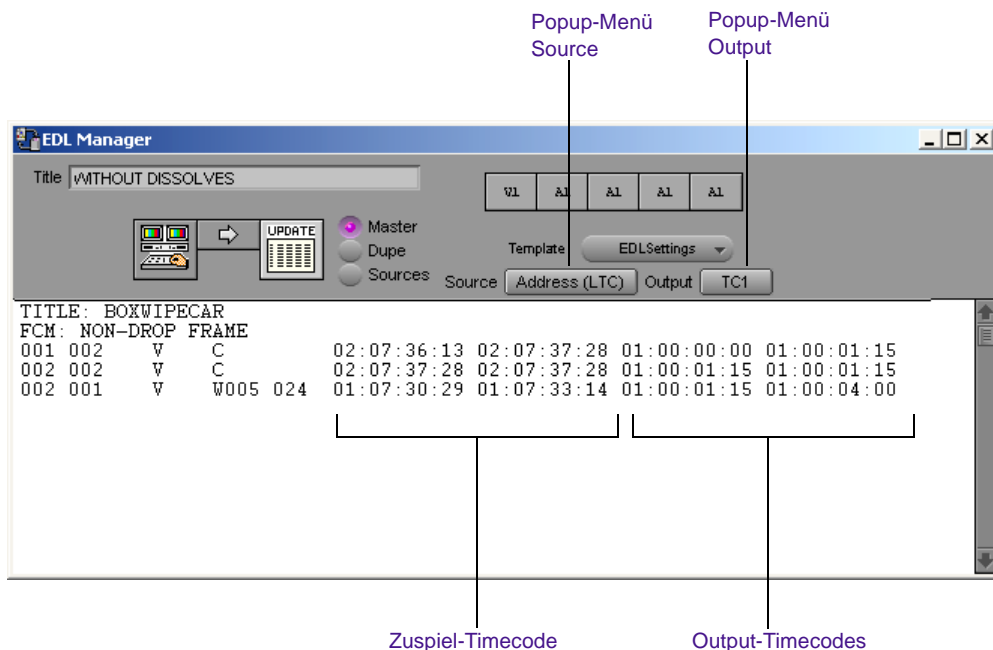 Popup-Menü
Source
Popup-Menü
Output
EDL Manager
Title WITHOUT DISSOLVES
V1 A1 A1 A1 A1
UPDATE
Master
Dupe
Sources
Template EDLSettings
Source Address (LTC) Output TC1
TITLE: BOXWIPECAR
FCM: NON-DROP FRAME
001 002 V C 02:07:36:13 02:07:37:28 01:00:00:00 01:00:01:15
002 002 V C 02:07:37:28 02:07:37:28 01:00:01:15 01:00:01:15
002 001 V W005 024 01:07:30:29 01:07:33:14 01:00:01:15 01:00:04:00
Zuspiel-Timecode
Output-Timecodes